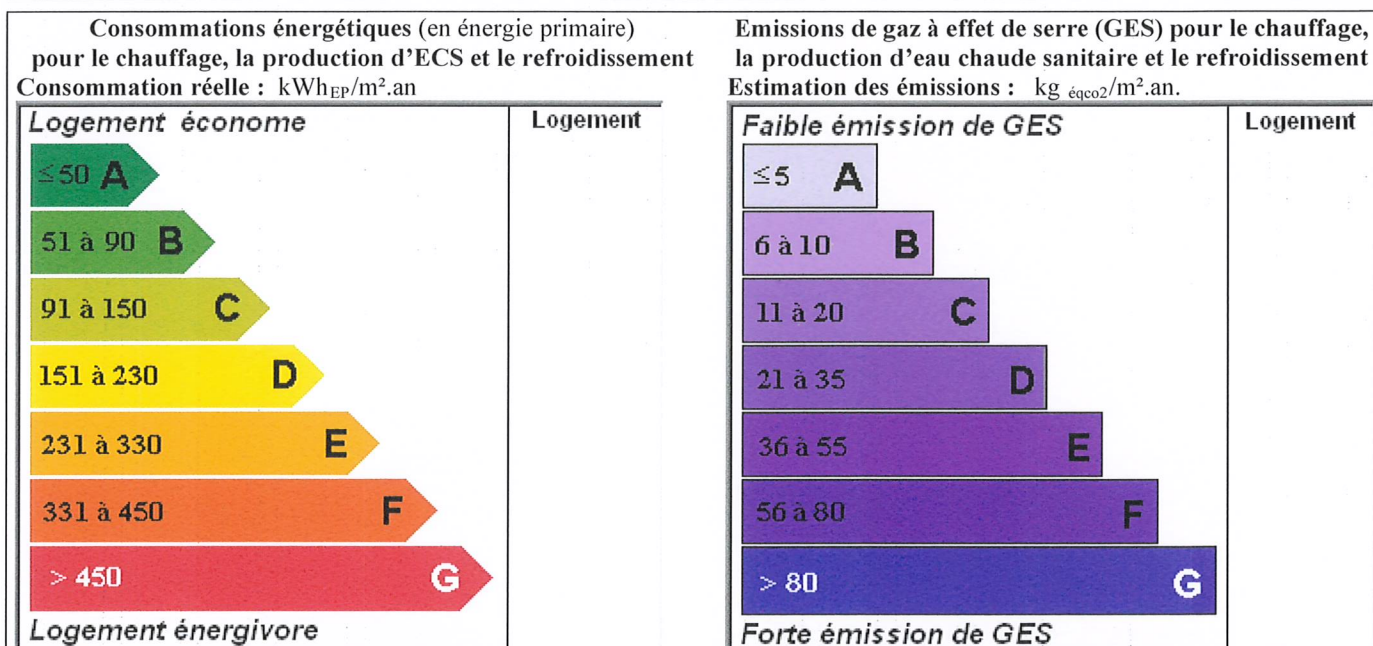 Consommations énergétiques (en énergie primaire)
pour le chauffage, la production d'ECS et le refroidissement
Consommation réelle : kWhEP/m².an
Logement économe
Logement
≤50 A
51 à 90 B
91 à 150 C
151 à 230 D
231 à 330 E
331 à 450 F
> 450 G
Logement énergivore
Emissions de gaz à effet de serre (GES) pour le chauffage,
la production d'eau chaude sanitaire et le refroidissement
Estimation des émissions : kg éqco2/m².an.
Faible émission de GES
Logement
≤5 A
6 à 10 B
11 à 20 C
21 à 35 D
36 à 55 E
56 à 80 F
> 80 G
Forte émission de GES